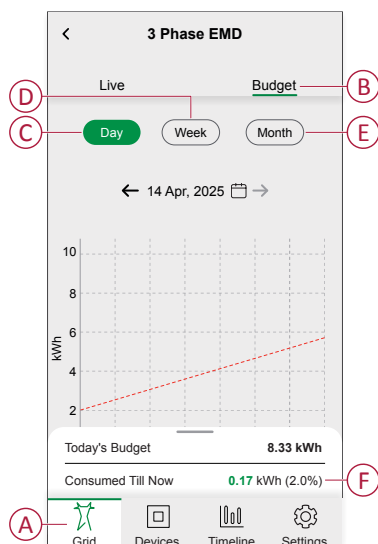 3 Phase EMD
Live Budget B
D
C Day Week Month E
14 Apr, 2025
10
8
6
kWh
4
2
Today's Budget 8.33 kWh
Consumed Till Now 0.17 kWh (2.0%) F
A
Grid Devices Timeline Settings